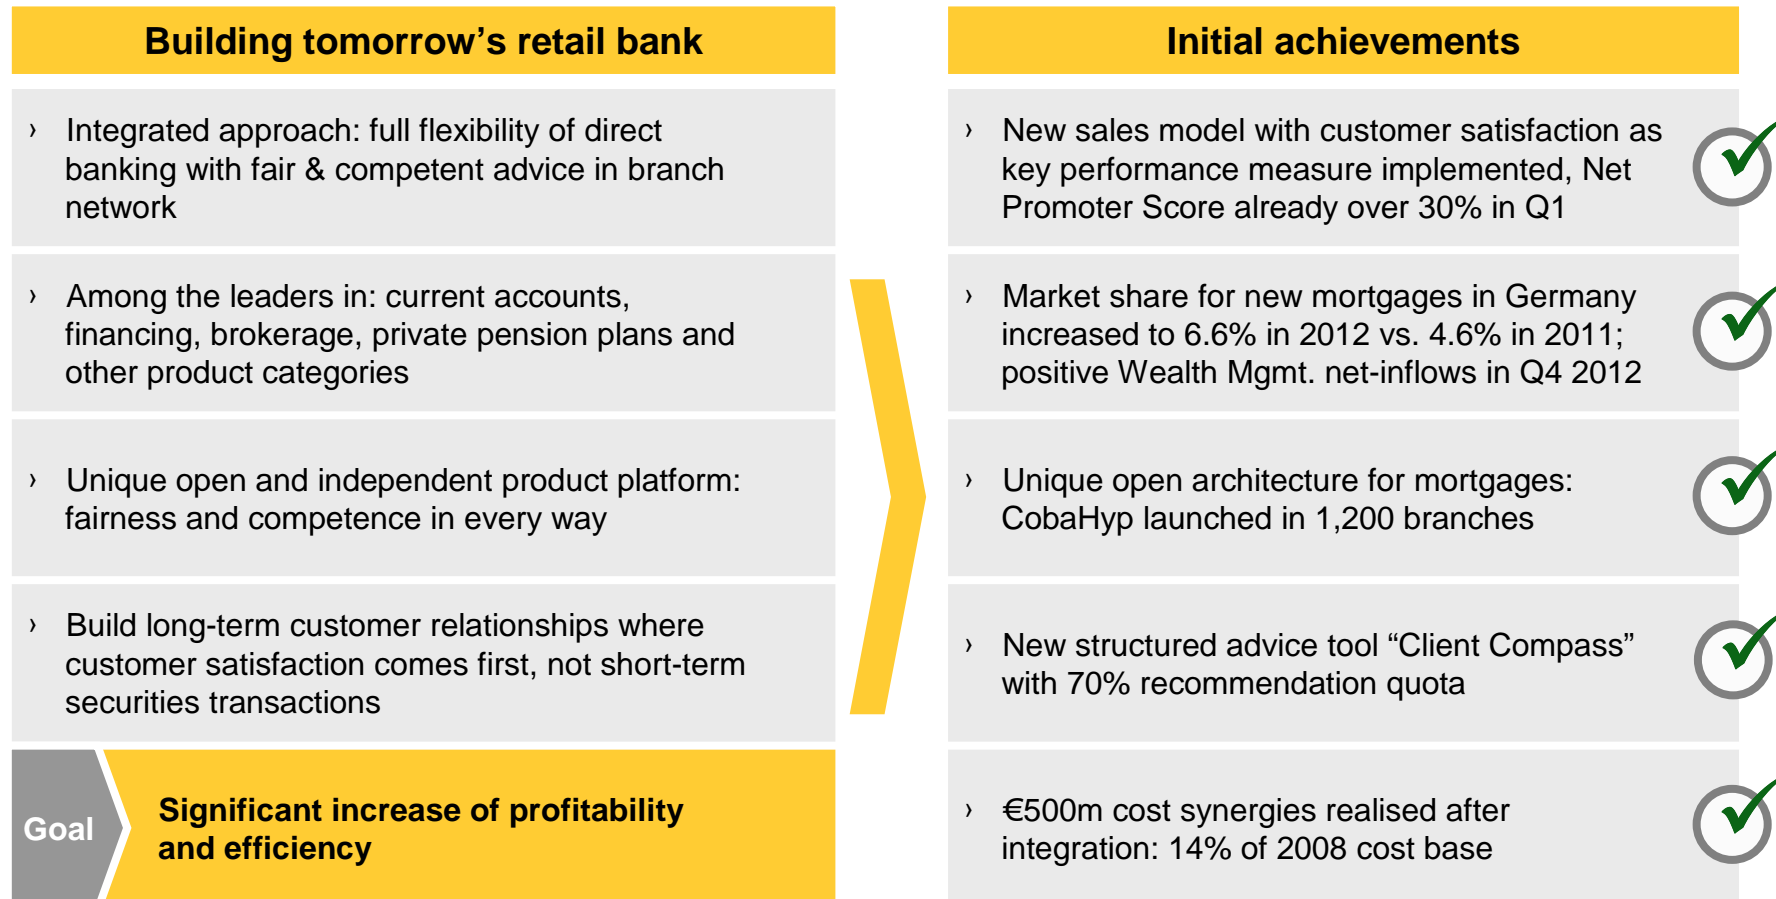 Building tomorrow’s retail bank
› Integrated approach: full flexibility of direct
banking with fair & competent advice in branch
network
› Among the leaders in: current accounts,
financing, brokerage, private pension plans and
other product categories
› Unique open and independent product platform:
fairness and competence in every way
› Build long-term customer relationships where
customer satisfaction comes first, not short-term
securities transactions
Goal
Significant increase of profitability
and efficiency
Initial achievements
› New sales model with customer satisfaction as
key performance measure implemented, Net
Promoter Score already over 30% in Q1
› Market share for new mortgages in Germany
increased to 6.6% in 2012 vs. 4.6% in 2011;
positive Wealth Mgmt. net-inflows in Q4 2012
› Unique open architecture for mortgages:
CobaHyp launched in 1,200 branches
› New structured advice tool “Client Compass”
with 70% recommendation quota
› €500m cost synergies realised after
integration: 14% of 2008 cost base